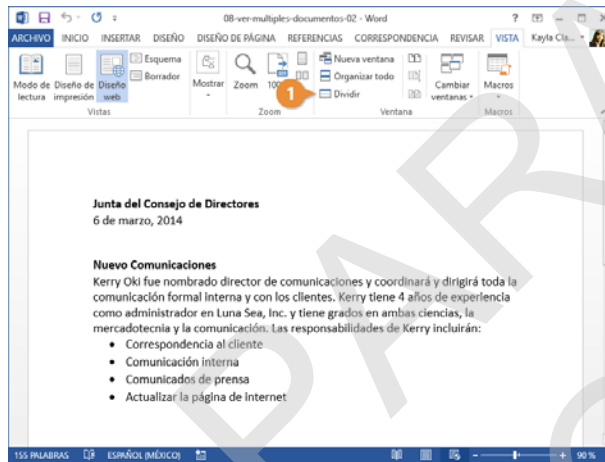 08-ver-multiples-documentos-02 - Word
ARCHIVO INICIO INSERTAR DISEÑO DISEÑO DE PÁGINA REFERENCIAS CORRESPONDENCIA REVISAR VISTA Kayla Cla...
Modo de lectura
Diseño de impresión
Diseño web
Esquema
Borrador
Vistas
Mostrar
Zoom
100
Zoom
Nueva ventana
Organizar todo
1
Dividir
Cambiar ventanas
Ventana
Macros
Macros
Junta del Consejo de Directores
6 de marzo, 2014
Nuevo Comunicaciones
Kerry Oki fue nombrado director de comunicaciones y coordinará y dirigirá toda la
comunicación formal interna y con los clientes. Kerry tiene 4 años de experiencia
como administrador en Luna Sea, Inc. y tiene grados en ambas ciencias, la
mercadotecnia y la comunicación. Las responsabilidades de Kerry incluirán:
• Correspondencia al cliente
• Comunicación interna
• Comunicados de prensa
• Actualizar la página de internet
155 PALABRAS ESPAÑOL (MÉXICO) 90 %